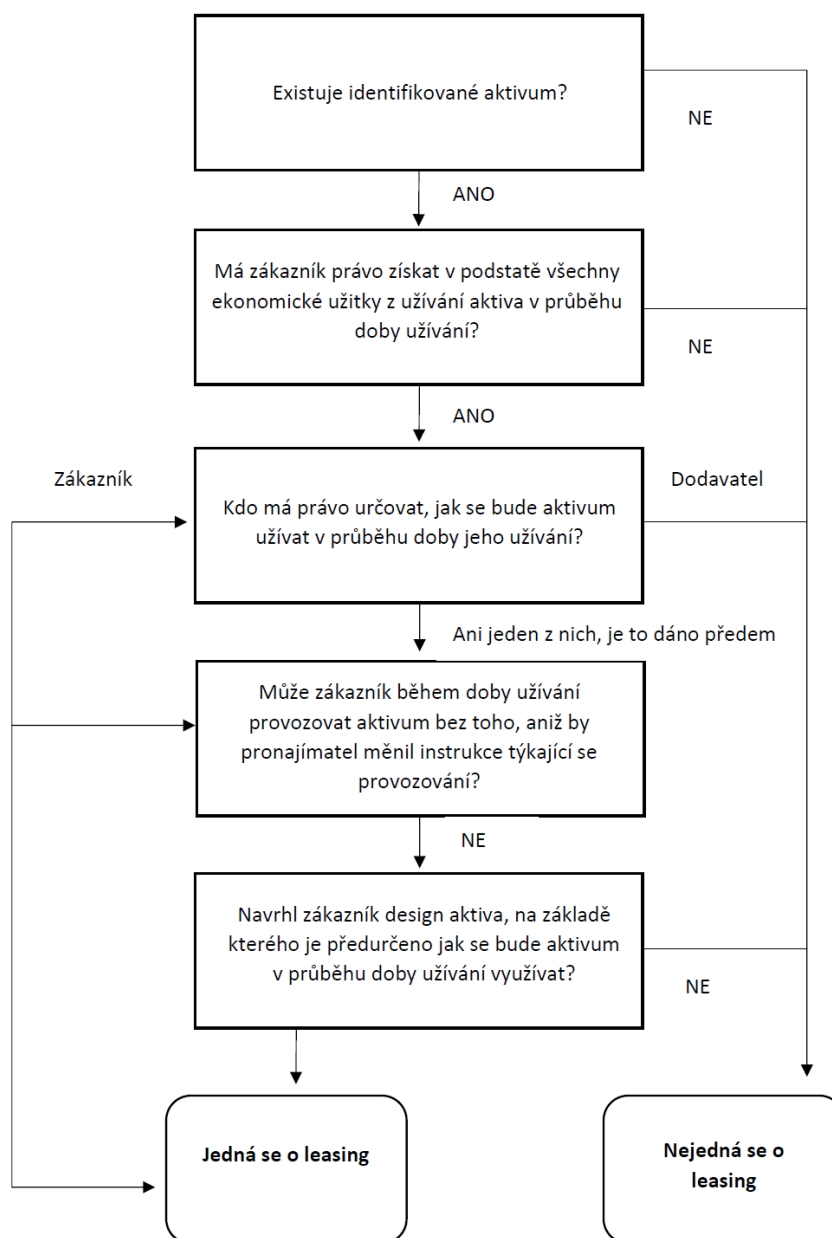 Existuje identifikované aktivum?
NE
ANO
Má zákazník právo získat v podstatě všechny
ekonomické užitky z užívání aktiva v průběhu
doby užívání?
NE
ANO
Zákazník
Dodavatel
Kdo má právo určovat, jak se bude aktivum
užívat v průběhu doby jeho užívání?
Ani jeden z nich, je to dáno předem
Může zákazník během doby užívání
provozovat aktivum bez toho, aniž by
pronajímatel měnil instrukce týkající se
provozování?
NE
Navrhl zákazník design aktiva, na základě
kterého je předurčeno jak se bude aktivum
v průběhu doby užívání využívat?
NE
Jedná se o leasing
Nejedná se o
leasing